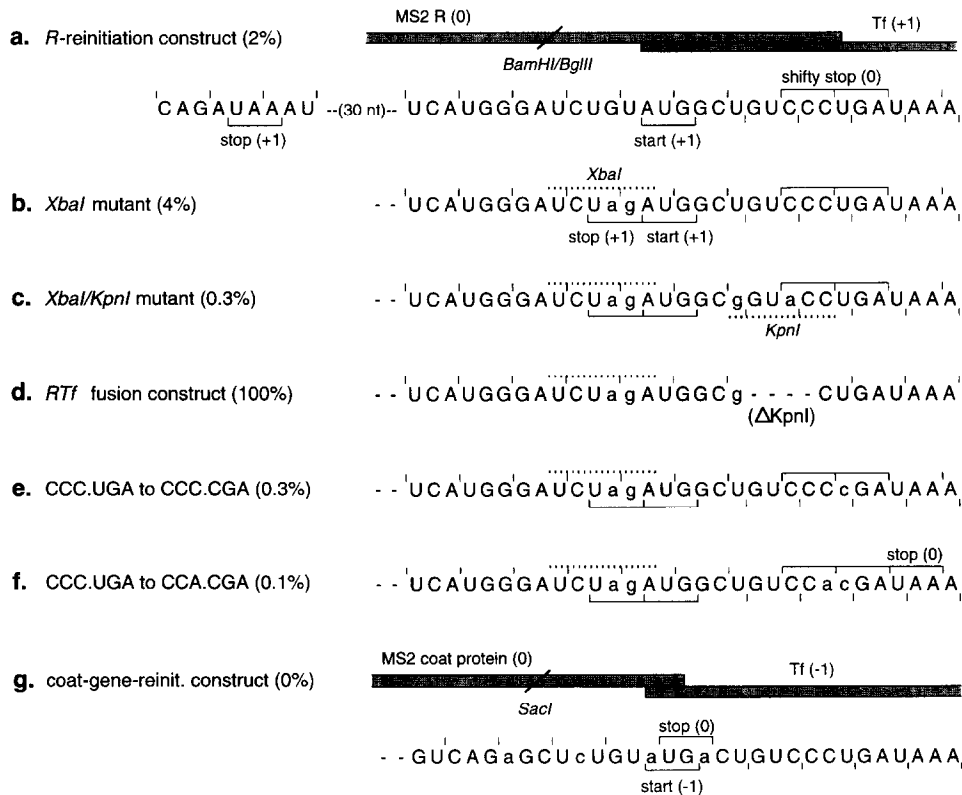 MS2 R (0)
Tf (+1)
a. R-reinitiation construct (2%)
BamHI/BglII
shifty stop (0)
CAGAUAAAU --(30 nt)-- UCAUGGGAUCUGUAUGGCUGUCCCUGAUAAA
stop (+1)
start (+1)
XbaI
b. XbaI mutant (4%)
-- UCAUGGGAUCUagAUGGCUGUCCCUGAUAAA
stop (+1) start (+1)
c. XbaI/KpnI mutant (0.3%)
-- UCAUGGGAUCUagAUGGCgGUaCCUGAUAAA
KpnI
d. RTf fusion construct (100%)
-- UCAUGGGAUCUagAUGGCg----CUGAUAAA
(ΔKpnI)
e. CCC.UGA to CCC.CGA (0.3%)
-- UCAUGGGAUCUagAUGGCUGUCCCcGAUAAA
stop (0)
f. CCC.UGA to CCA.CGA (0.1%)
-- UCAUGGGAUCUagAUGGCUGUCCacGAUAAA
MS2 coat protein (0)
Tf (-1)
g. coat-gene-reinit. construct (0%)
SacI
stop (0)
-- GUCAGaGCUcUGUaUGaCUGUCCCUGAUAAA
start (-1)